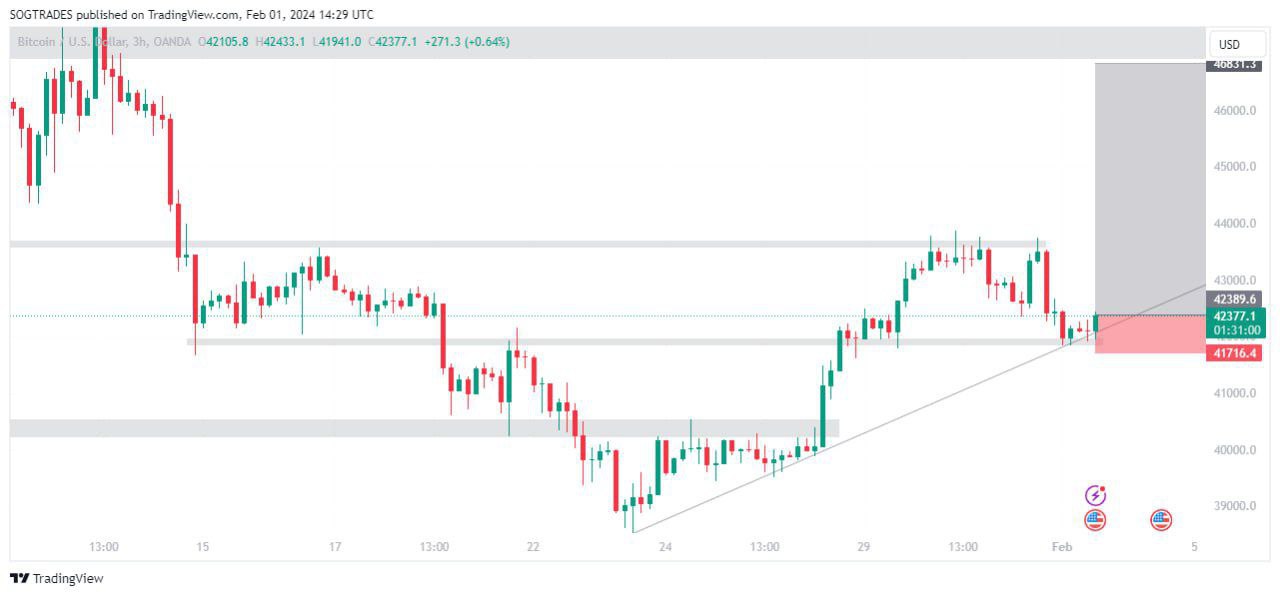 SOGTRADES published on TradingView.com, Feb 01, 2024 14:29 UTC
Bitcoin / U.S. Dollar, 3h, OANDA O42105.8 H42433.1 L41941.0 C42377.1 +271.3 (+0.64%)
USD
46831.3
46000.0
45000.0
44000.0
43000.0
42389.6
42377.1
01:31:00
41716.4
41000.0
40000.0
39000.0
13:00 15 17 13:00 22 24 13:00 29 13:00 Feb 5
TradingView